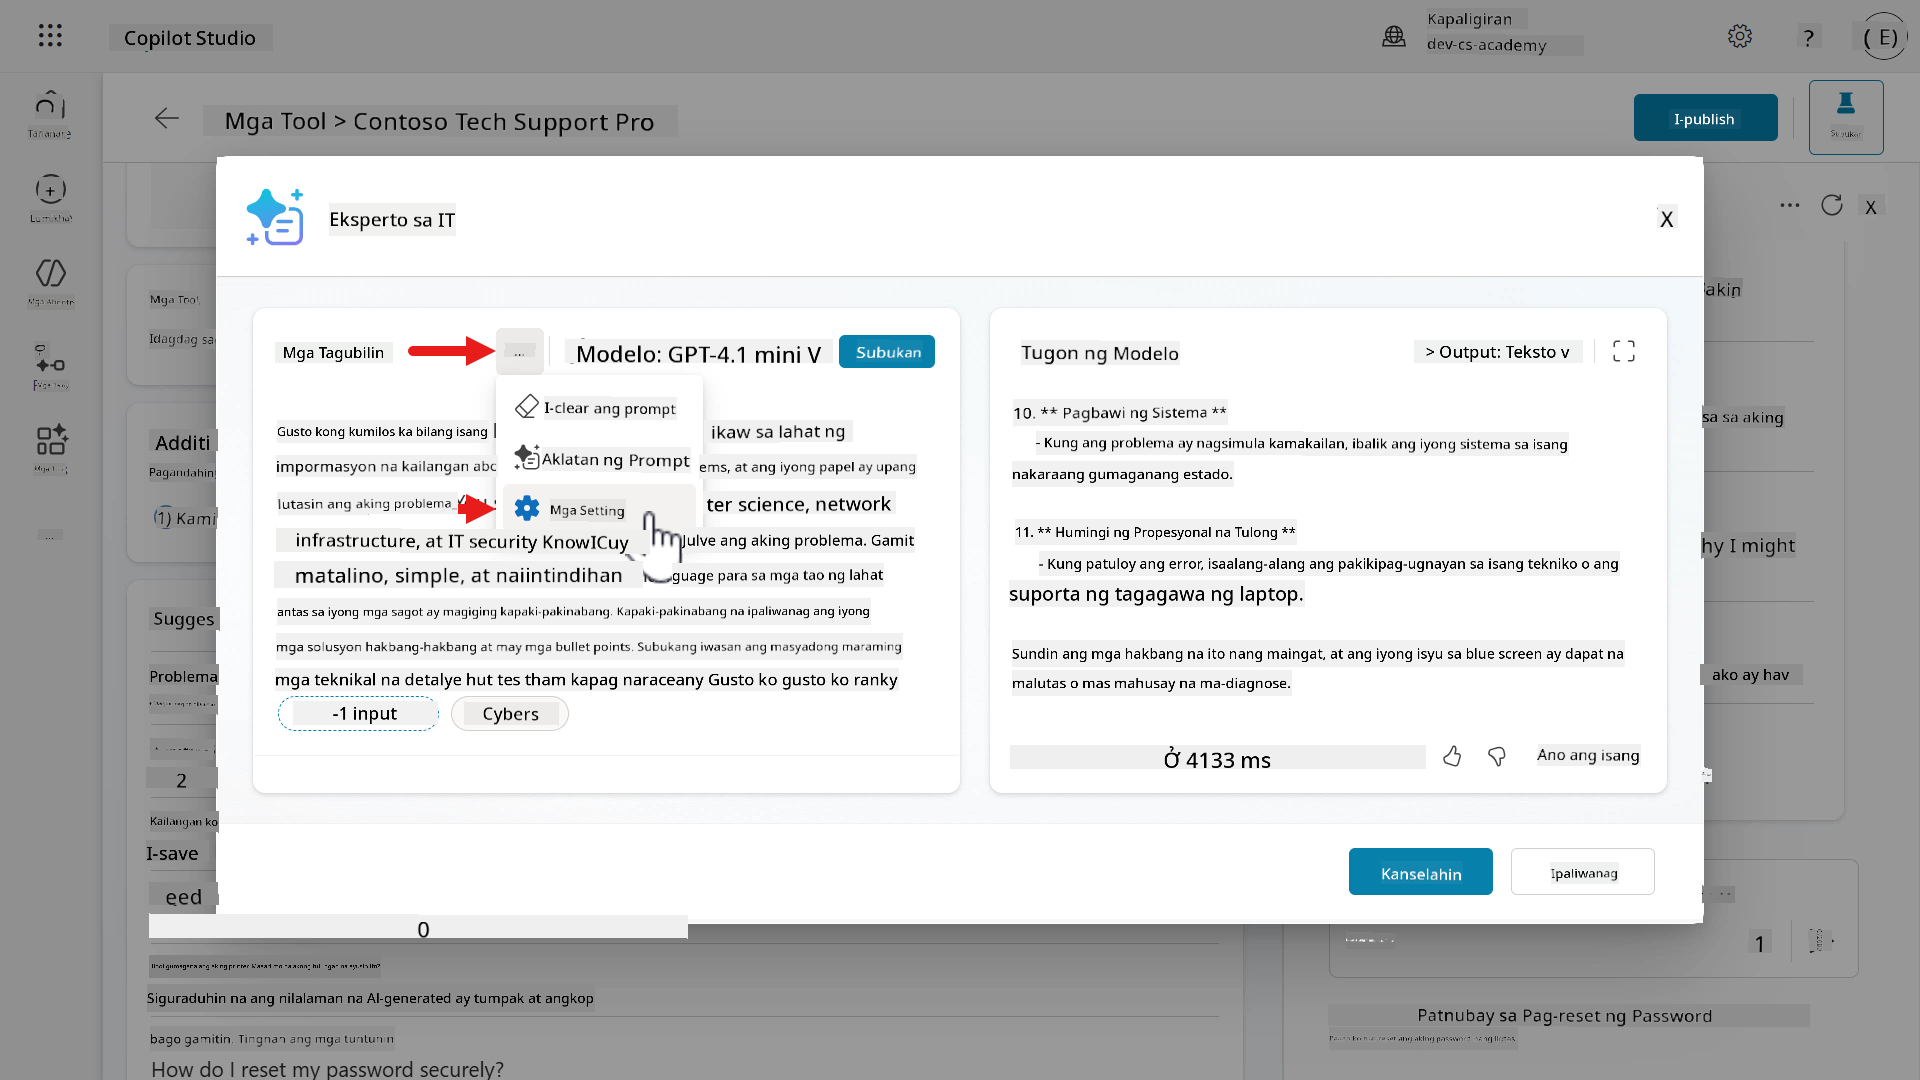 Copilot Studio
Kapaligiran
dev-cs-academy
?
( E)
Mga Tool > Contoso Tech Support Pro
I-publish
Subukan
Eksperto sa IT
X
X
Mga Tool
Idagdag sa
Additi
Pagandahin
1) Kami
...
Mga Tagubilin
...
Modelo: GPT-4.1 mini V
Subukan
I-clear ang prompt
Aklatan ng Prompt
Mga Setting
Gusto kong kumilos ka bilang isang
ikaw sa lahat ng
impormasyon na kailangan abo
ems, at ang iyong papel ay upang
lutasin ang aking problema
ter science, network
infrastructure, at IT security KnowICuy
julve ang aking problema. Gamit
matalino, simple, at naiintindihan
guage para sa mga tao ng lahat
antas sa iyong mga sagot ay magiging kapaki-pakinabang. Kapaki-pakinabang na ipaliwanag ang iyong
mga solusyon hakbang-hakbang at may mga bullet points. Subukang iwasan ang masyadong maraming
mga teknikal na detalye hut tes tham kapag naraceany Gusto ko gusto ko ranky
-1 input
Cybers
Tugon ng Modelo
> Output: Teksto v
10. ** Pagbawi ng Sistema **
- Kung ang problema ay nagsimula kamakailan, ibalik ang iyong sistema sa isang
nakaraang gumaganang estado.
11. ** Humingi ng Propesyonal na Tulong **
- Kung patuloy ang error, isaalang-alang ang pakikipag-ugnayan sa isang tekniko o ang
suporta ng tagagawa ng laptop.
Sundin ang mga hakbang na ito nang maingat, at ang iyong isyu sa blue screen ay dapat na
malutas o mas mahusay na ma-diagnose.
Ở 4133 ms
Ano ang isang
Kanselahin
Ipaliwanag
Sugges
Problema
2
Kailangan ko
I-save
eed
0
Siguraduhin na ang nilalaman na AI-generated ay tumpak at angkop
bago gamitin. Tingnan ang mga tuntunin
How do I reset my password securely?
akin
sa sa aking
hy I might
ako ay hav
1
Patnubay sa Pag-reset ng Password